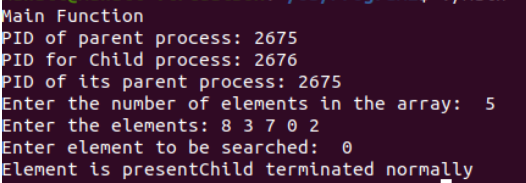 Main Function
PID of parent process: 2675
PID for Child process: 2676
PID of its parent process: 2675
Enter the number of elements in the array:  5
Enter the elements: 8 3 7 0 2
Enter element to be searched:  0
Element is presentChild terminated normally